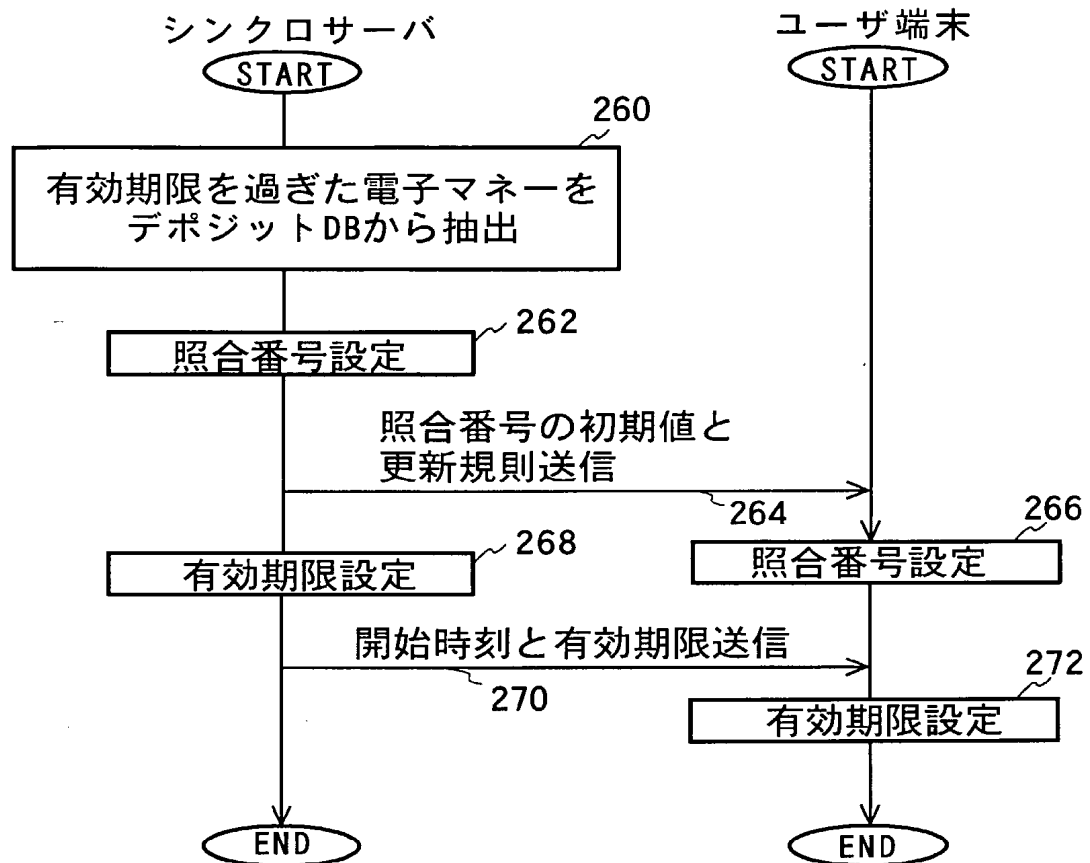 シンクロサーバ
ユーザ端末
START
START
260
有効期限を過ぎた電子マネーを
デポジットDBから抽出
262
照合番号設定
照合番号の初期値と
更新規則送信
264
266
268
照合番号設定
有効期限設定
開始時刻と有効期限送信
270
272
有効期限設定
END
END